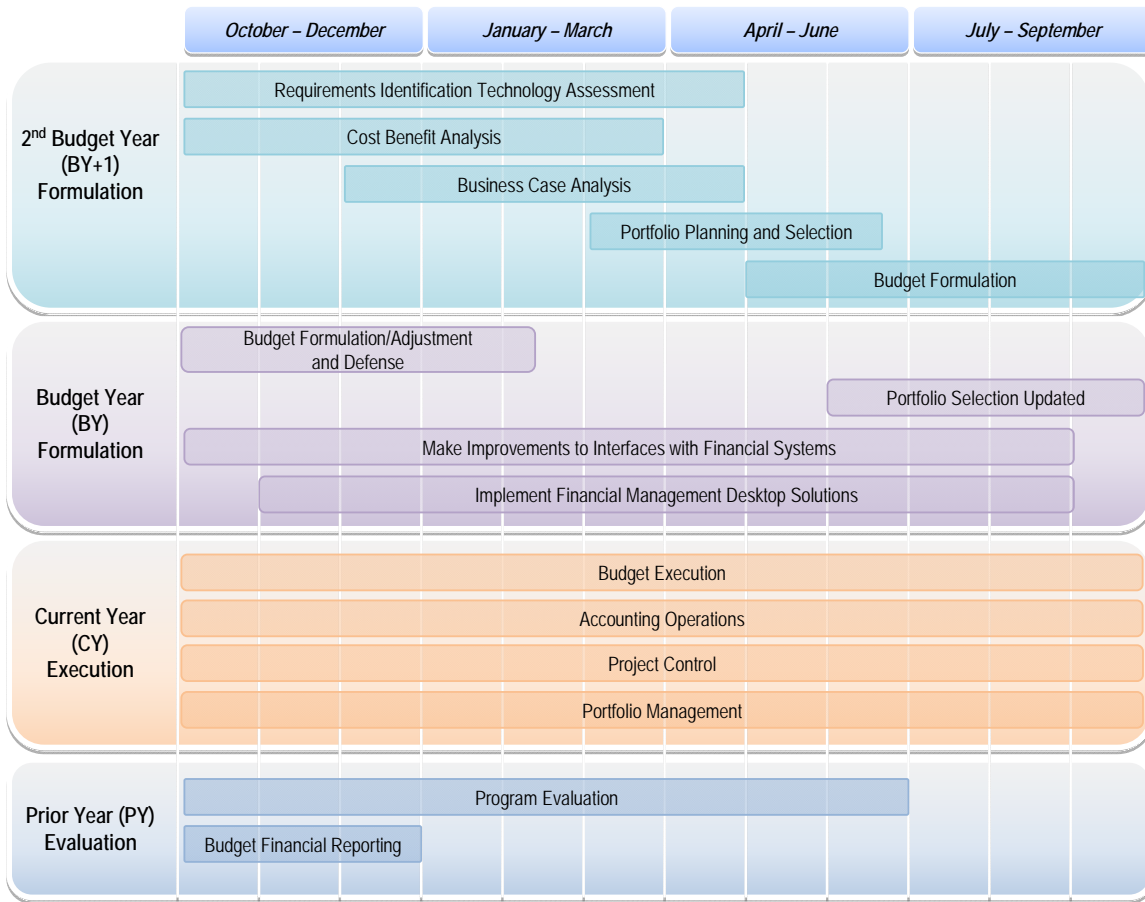 October – December
January – March
April – June
July – September
2nd Budget Year
(BY+1)
Formulation
Requirements Identification Technology Assessment
Cost Benefit Analysis
Business Case Analysis
Portfolio Planning and Selection
Budget Formulation
Budget Year
(BY)
Formulation
Budget Formulation/Adjustment
and Defense
Portfolio Selection Updated
Make Improvements to Interfaces with Financial Systems
Implement Financial Management Desktop Solutions
Current Year
(CY)
Execution
Budget Execution
Accounting Operations
Project Control
Portfolio Management
Prior Year (PY)
Evaluation
Program Evaluation
Budget Financial Reporting